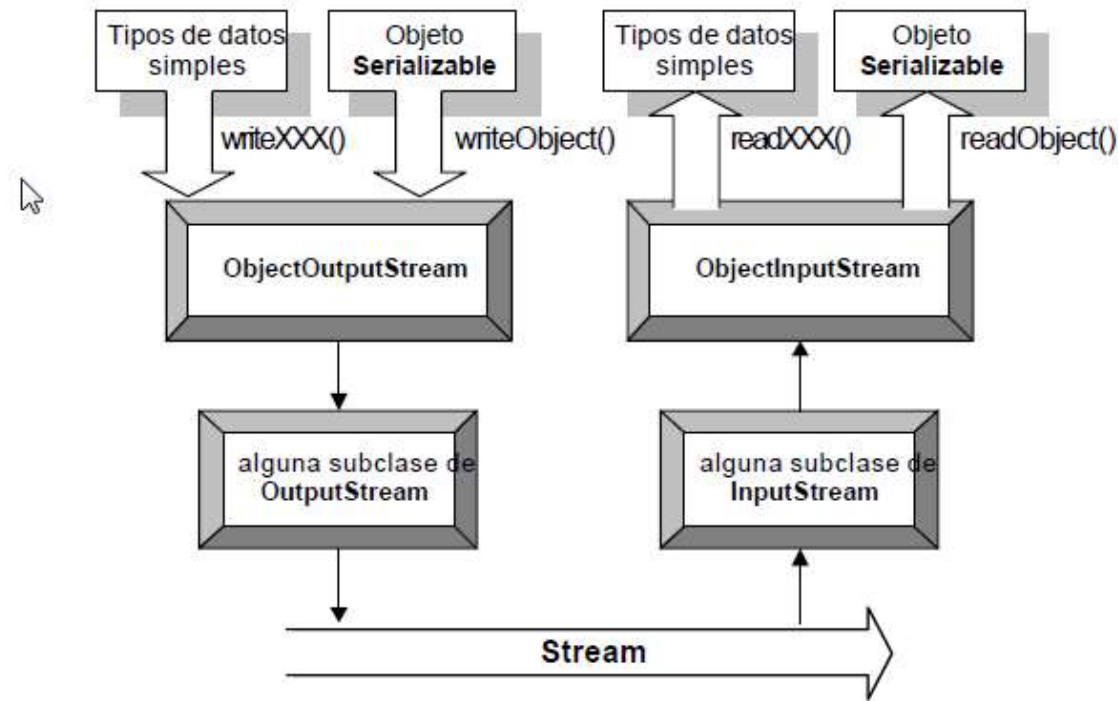 Tipos de datos
simples
Objeto
Serializable
Tipos de datos
simples
Objeto
Serializable
writeXXX()
writeObject()
readXXX()
readObject()
ObjectOutputStream
ObjectInputStream
alguna subclase de
OutputStream
alguna subclase de
InputStream
Stream